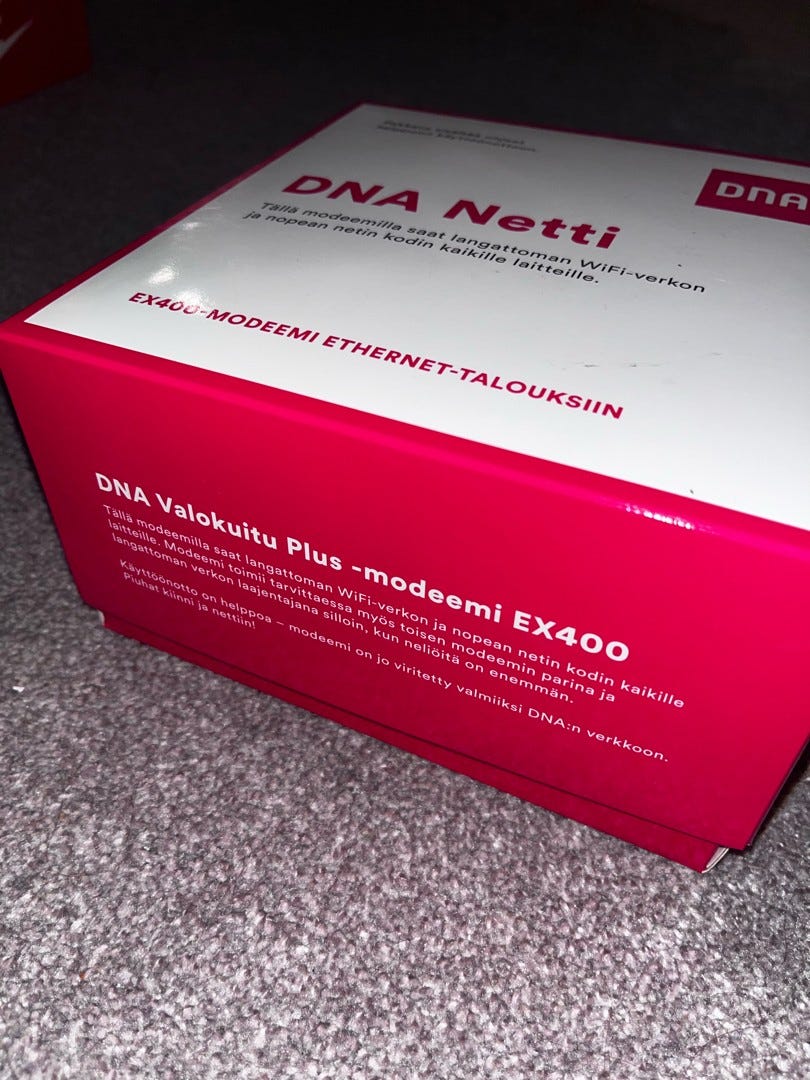 helppoon käyttöönottoon.
DNA
DNA Netti
Tällä modeemilla saat langattoman WiFi-verkon
ja nopean netin kodin kaikille laitteille.
EX400-MODEEMI ETHERNET-TALOUKSIIN
DNA Valokuitu Plus -modeemi EX400
Tällä modeemilla saat langattoman WiFi-verkon ja nopean netin kodin kaikille
laitteille. Modeemi toimii tarvittaessa myös toisen modeemin parina ja
langattoman verkon laajentajana silloin, kun neliöitä on enemmän.
Käyttöönotto on helppoa – modeemi on jo viritetty valmiiksi DNA:n verkkoon.
Piuhat kiinni ja nettiin!